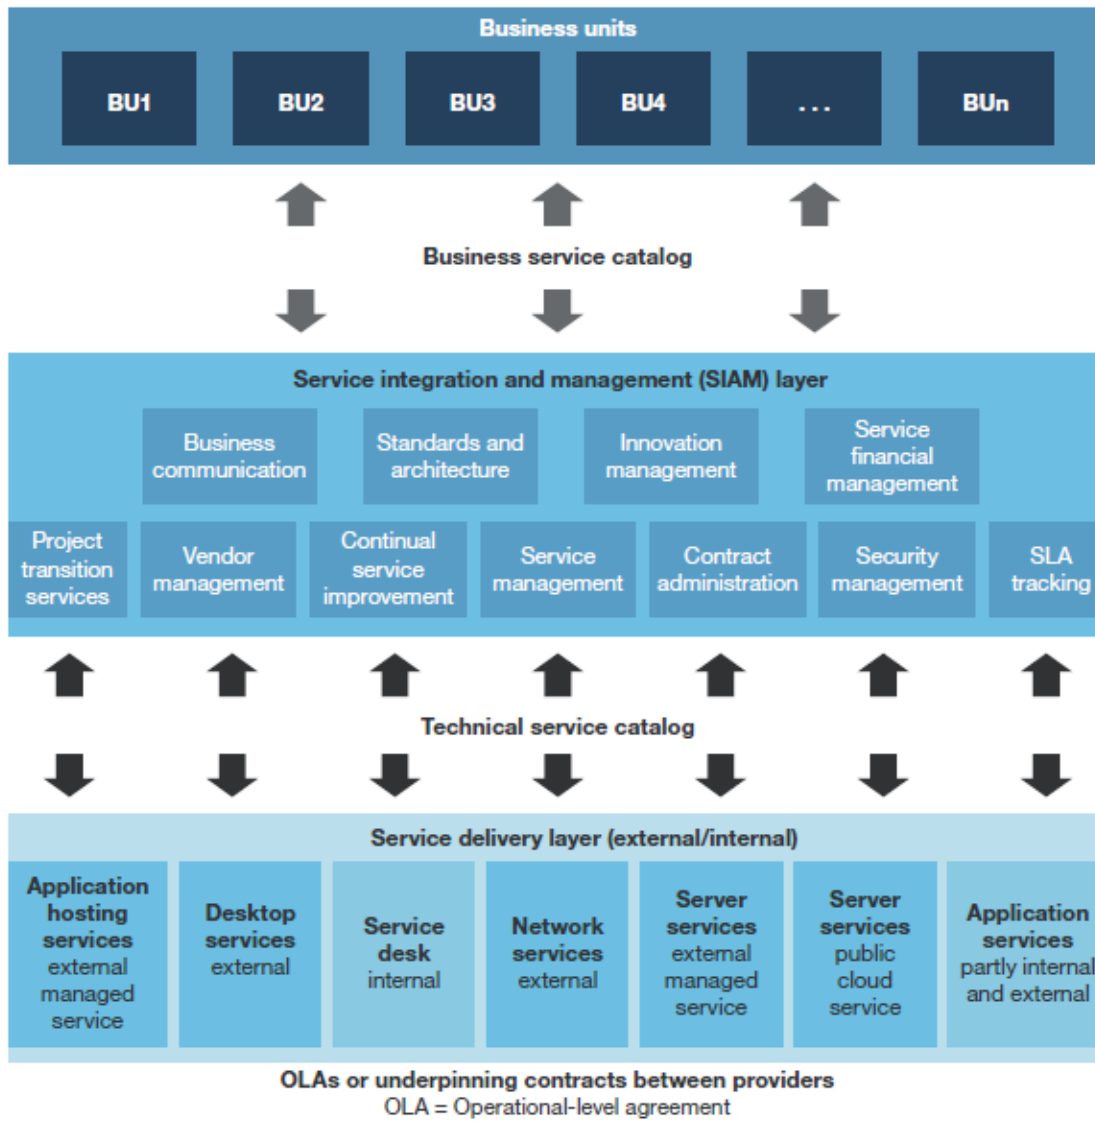 Business units
BU1
BU2
BU3
BU4
...
BUn
Business service catalog
Service integration and management (SIAM) layer
Business
communication
Standards and
architecture
Innovation
management
Service
financial
management
Project
transition
services
Vendor
management
Continual
service
improvement
Service
management
Contract
administration
Security
management
SLA
tracking
Technical service catalog
Service delivery layer (external/internal)
Application
hosting
services
external
managed
service
Desktop
services
external
Service
desk
internal
Network
services
external
Server
services
external
managed
service
Server
services
public
cloud
service
Application
services
partly internal
and external
OLAs or underpinning contracts between providers
OLA = Operational-level agreement